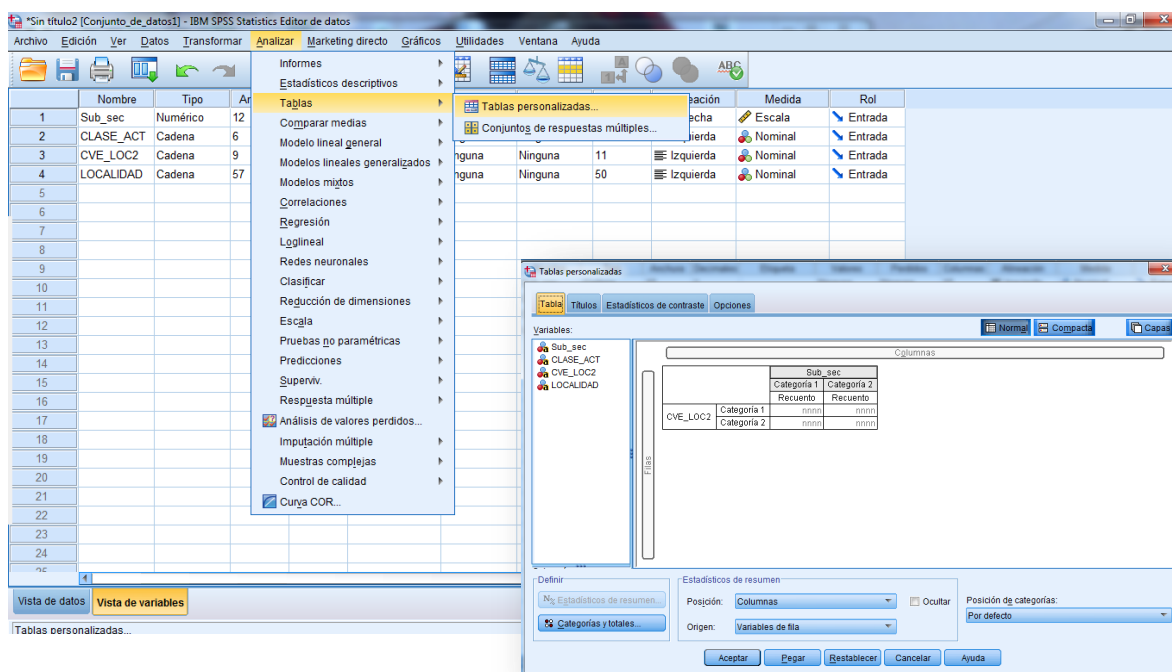 *Sin título2 [Conjunto_de_datos1] - IBM SPSS Statistics Editor de datos
Archivo Edición Ver Datos Transformar Analizar Marketing directo Gráficos Utilidades Ventana Ayuda
Nombre Tipo Medida Rol
1 Sub_sec Numérico 12 Escala Entrada
2 CLASE_ACT Cadena 6 Nominal Entrada
3 CVE_LOC2 Cadena 9 Ninguna 11 Izquierda Nominal Entrada
4 LOCALIDAD Cadena 57 Ninguna 50 Izquierda Nominal Entrada
5
6
7
8
9
10
11
12
13
14
15
16
17
18
19
20
21
22
23
24
Informes
Estadísticos descriptivos
Tablas
Comparar medias
Modelo lineal general
Modelos lineales generalizados
Modelos mixtos
Correlaciones
Regresión
Loglineal
Redes neuronales
Clasificar
Reducción de dimensiones
Escala
Pruebas no paramétricas
Predicciones
Superviv.
Respuesta múltiple
Análisis de valores perdidos...
Imputación múltiple
Muestras complejas
Control de calidad
Curva COR...
Tablas personalizadas...
Conjuntos de respuestas múltiples...
Vista de datos Vista de variables
Tablas personalizadas...
Tablas personalizadas
Tabla Títulos Estadísticos de contraste Opciones
Variables:
Normal Compacta Capas
Sub_sec
CLASE_ACT
CVE_LOC2
LOCALIDAD
Columnas
Filas
Sub_sec
Categoría 1 Categoría 2
Recuento Recuento
CVE_LOC2 Categoría 1 nnnn nnnn
Categoría 2 nnnn nnnn
Definir
N% Estadísticos de resumen...
Categorías y totales...
Estadísticos de resumen
Posición: Columnas Ocultar
Origen: Variables de fila
Posición de categorías:
Por defecto
Aceptar Pegar Restablecer Cancelar Ayuda